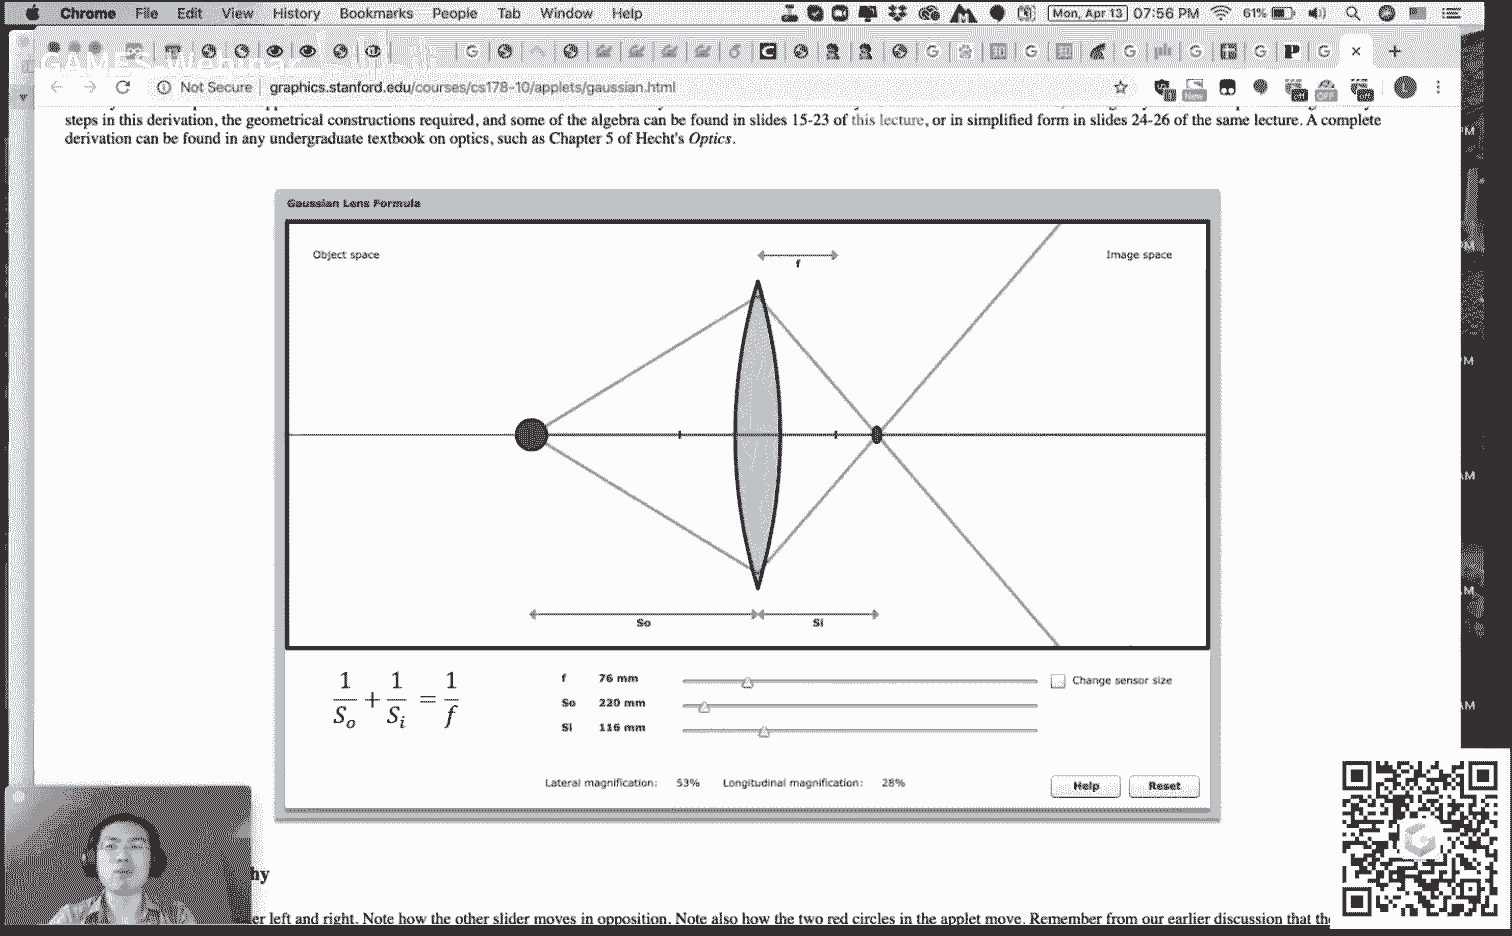 Chrome File Edit View History Bookmarks People Tab Window Help
Mon, Apr 13 07:56 PM 61%
GAMES Webinar
Not Secure graphics.stanford.edu/courses/cs178-10/applets/gaussian.html
New
OFF
steps in this derivation, the geometrical constructions required, and some of the algebra can be found in slides 15-23 of this lecture, or in simplified form in slides 24-26 of the same lecture. A complete
derivation can be found in any undergraduate textbook on optics, such as Chapter 5 of Hecht's Optics.
Gaussian Lens Formula
Object space
f
Image space
So
Si
1/S_o + 1/S_i = 1/f
f 76 mm
So 220 mm
Si 116 mm
Change sensor size
Lateral magnification: 53% Longitudinal magnification: 28%
Help Reset
hy
er left and right. Note how the other slider moves in opposition. Note also how the two red circles in the applet move. Remember from our earlier discussion that the